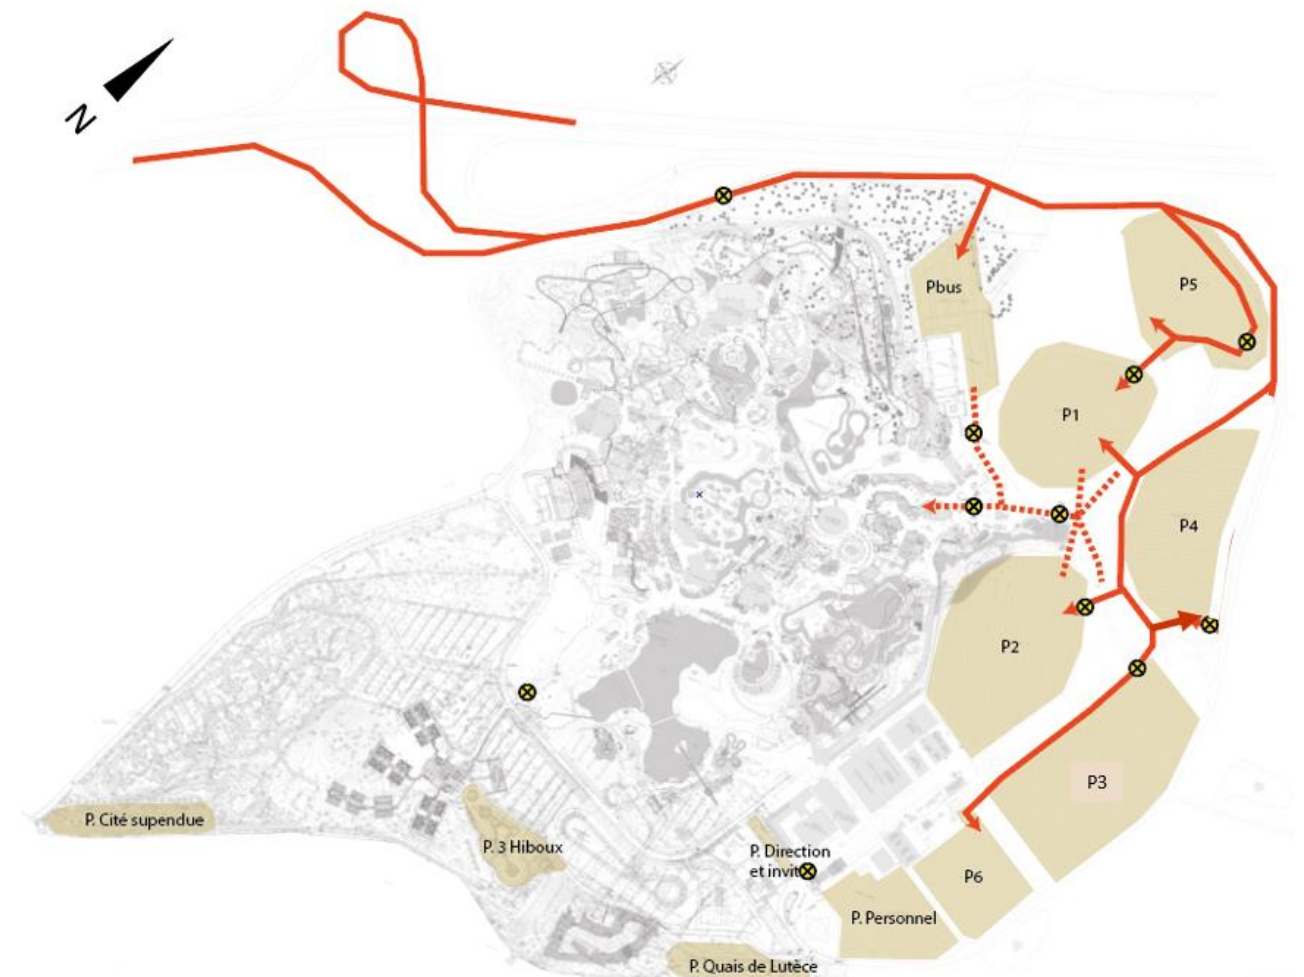 N
Pbus
P5
P1
P4
P2
P3
P. Cité supendue
P. 3 Hiboux
P. Direction
et invit
P6
P. Personnel
P. Quais de Lutèce